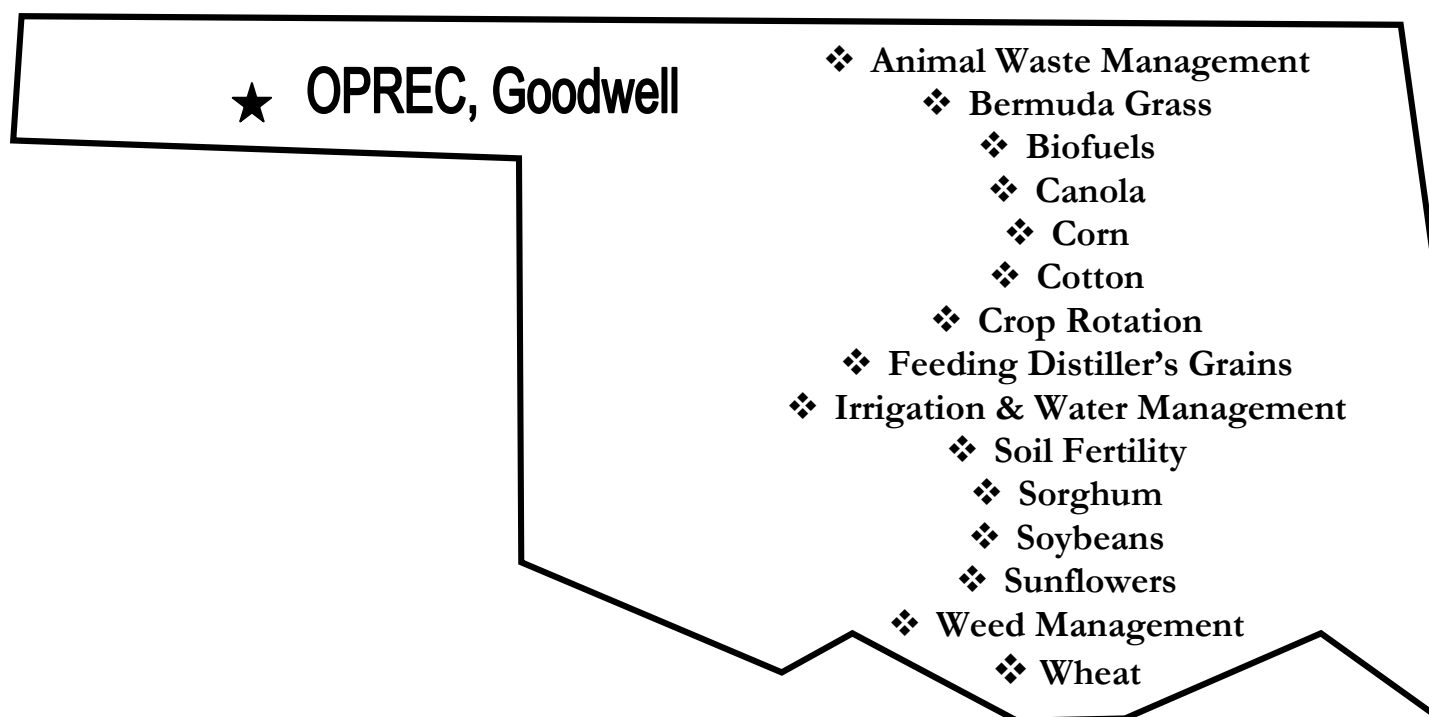 OPREC, Goodwell
❖ Animal Waste Management
❖ Bermuda Grass
❖ Biofuels
❖ Canola
❖ Corn
❖ Cotton
❖ Crop Rotation
❖ Feeding Distiller’s Grains
❖ Irrigation & Water Management
❖ Soil Fertility
❖ Sorghum
❖ Soybeans
❖ Sunflowers
❖ Weed Management
❖ Wheat